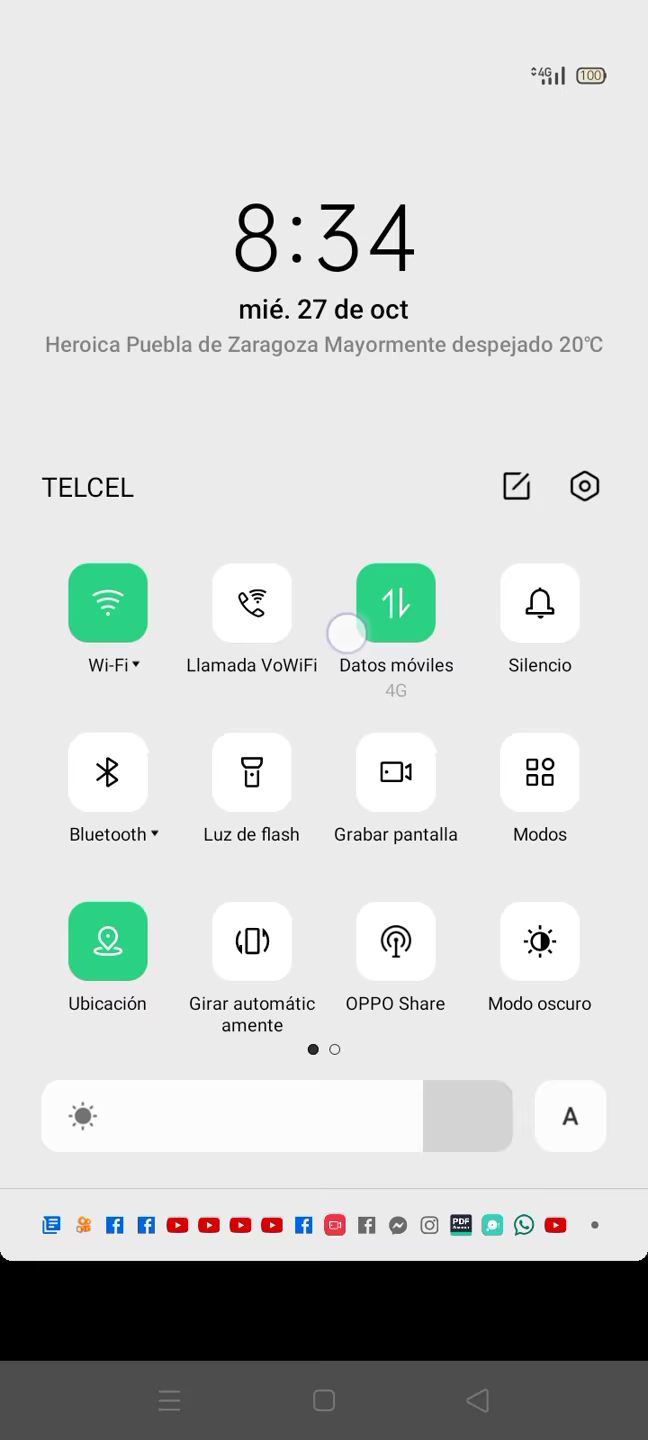 4G 100
8:34
mié. 27 de oct
Heroica Puebla de Zaragoza Mayormente despejado 20°C
TELCEL
Wi-Fi Llamada VoWiFi Datos móviles Silencio
4G
Bluetooth Luz de flash Grabar pantalla Modos
Ubicación Girar automátic OPPO Share Modo oscuro
amente
A
PDF